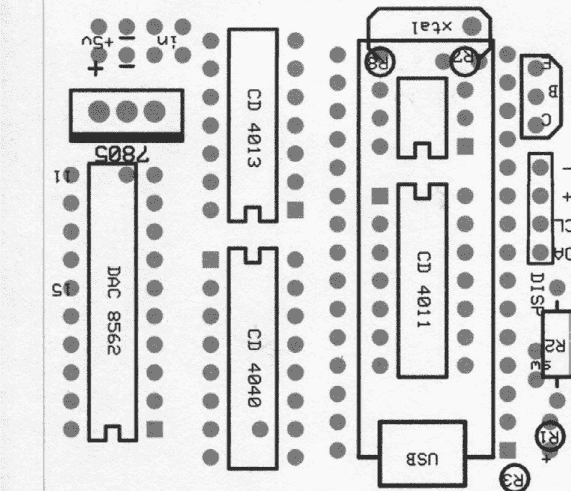 xtal
+5v
in
+
-
R8
R7
E
B
C
7805
CD 4013
11
-
+
CL
DA
15
DAC 8562
CD 4011
DISP
CD 4040
R2
sw
R1
+
USB
R3